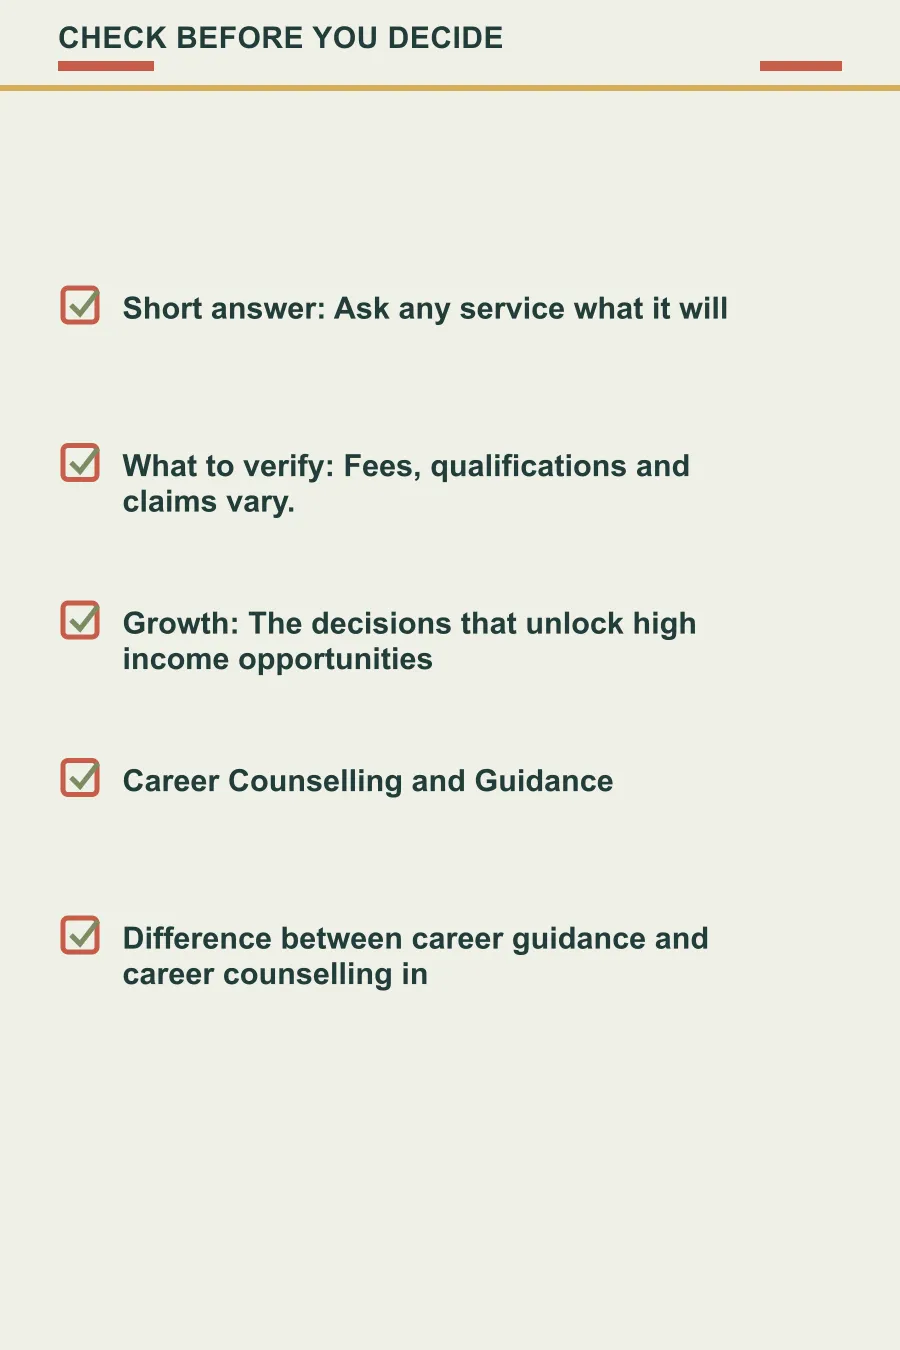 CHECK BEFORE YOU DECIDE
Short answer: Ask any service what it will
What to verify: Fees, qualifications and
claims vary.
Growth: The decisions that unlock high
income opportunities
Career Counselling and Guidance
Difference between career guidance and
career counselling in